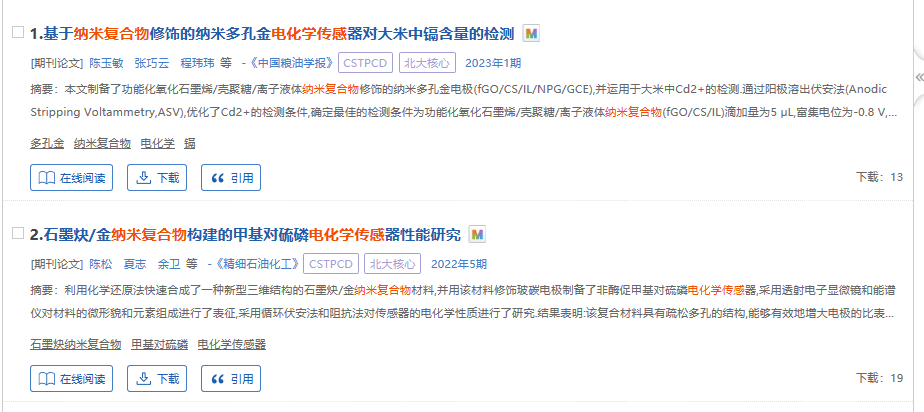 1.基于纳米复合物修饰的纳米多孔金电化学传感器对大米中镉含量的检测 M
[期刊论文] 陈玉敏 张巧云 程玮玮 等 -《中国粮油学报》 CSTPCD 北大核心 2023年1期
摘要：本文制备了功能化氧化石墨烯/壳聚糖/离子液体纳米复合物修饰的纳米多孔金电极(fGO/CS/IL/NPG/GCE),并运用于大米中Cd2+的检测.通过阳极溶出伏安法(Anodic
Stripping Voltammetry,ASV),优化了Cd2+的检测条件,确定最佳的检测条件为功能化氧化石墨烯/壳聚糖/离子液体纳米复合物(fGO/CS/IL)滴加量为5 μL,富集电位为-0.8 V,...
多孔金 纳米复合物 电化学 镉
在线阅读 下载 引用 下载：13
2.石墨炔/金纳米复合物构建的甲基对硫磷电化学传感器性能研究 M
[期刊论文] 陈松 夏志 余卫 等 -《精细石油化工》 CSTPCD 北大核心 2022年5期
摘要：利用化学还原法快速合成了一种新型三维结构的石墨炔/金纳米复合物材料,并用该材料修饰玻碳电极制备了非酶促甲基对硫磷电化学传感器,采用透射电子显微镜和能谱
仪对材料的微形貌和元素组成进行了表征,采用循环伏安法和阻抗法对传感器的电化学性质进行了研究.结果表明:该复合材料具有疏松多孔的结构,能够有效地增大电极的比表...
石墨炔纳米复合物 甲基对硫磷 电化学传感器
在线阅读 下载 引用 下载：19